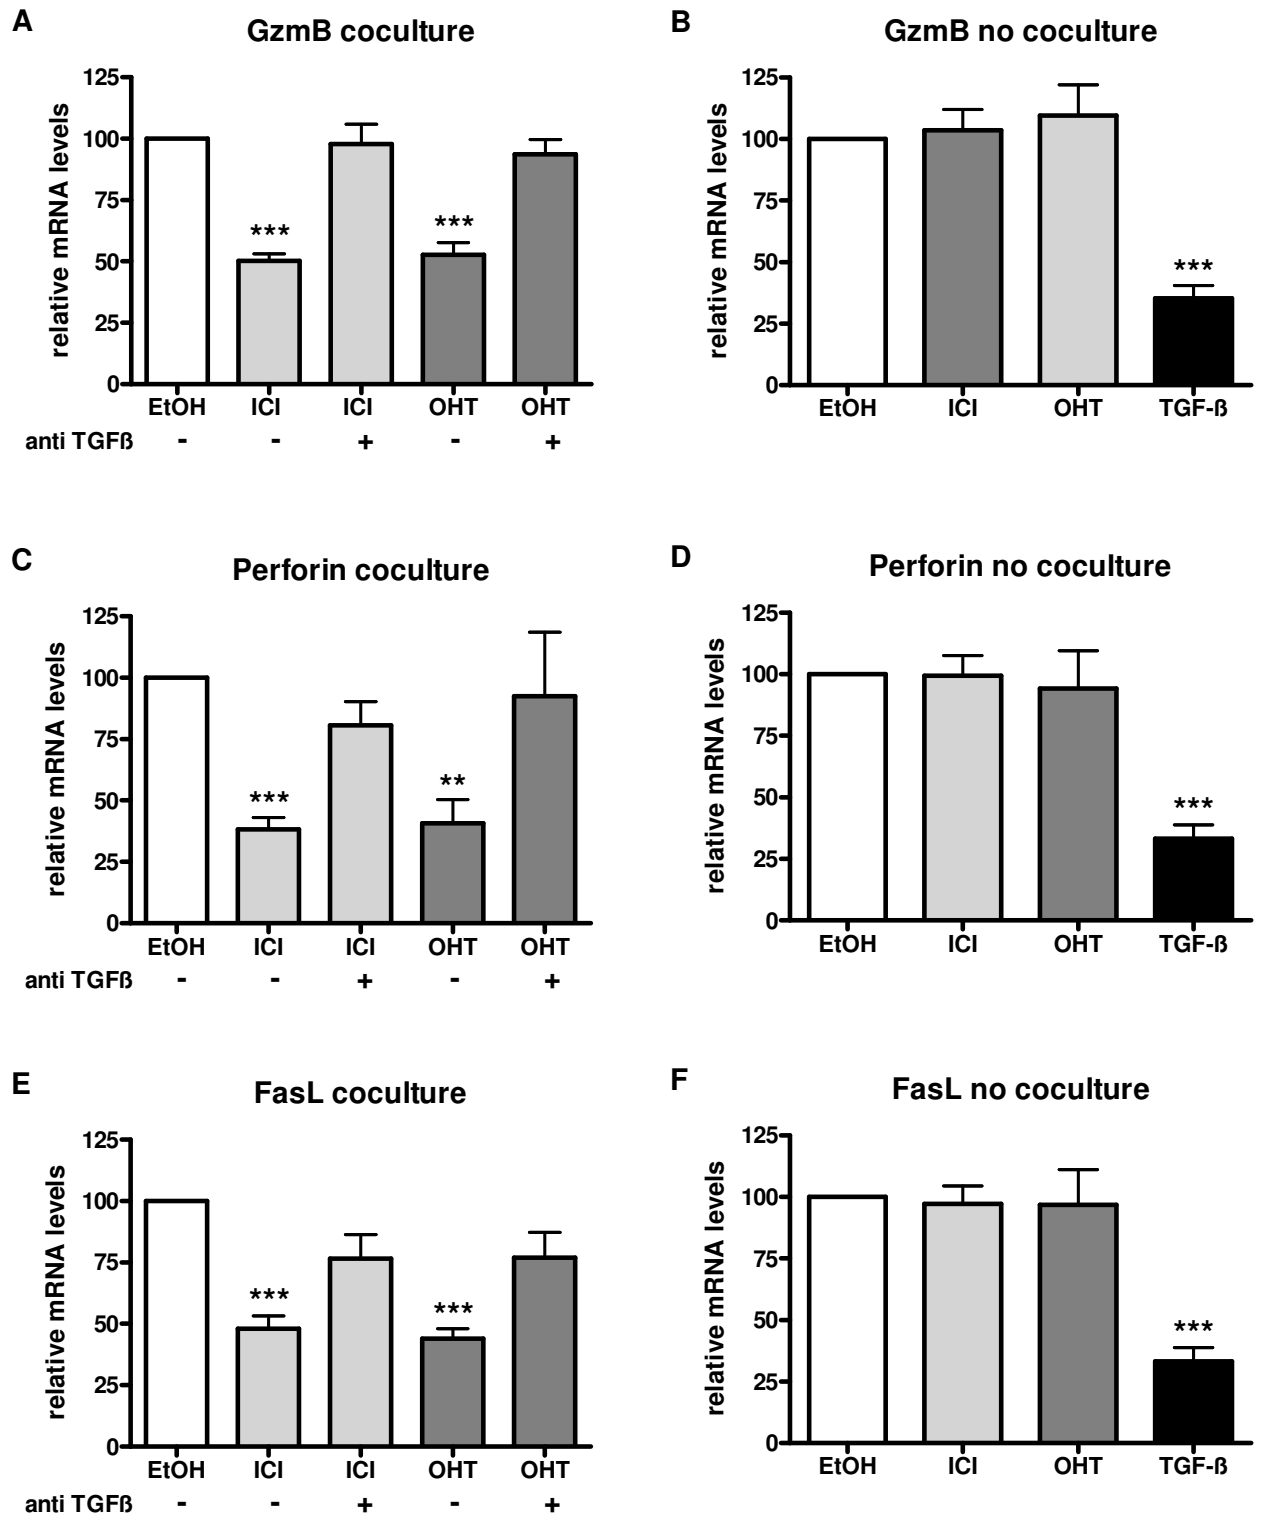 A
GzmB coculture
relative mRNA levels
125
100
75
50
25
0
***
***
EtOH ICI ICI OHT OHT
anti TGFß - - + - +
B
GzmB no coculture
relative mRNA levels
125
100
75
50
25
0
***
EtOH ICI OHT TGF-ß
C
Perforin coculture
relative mRNA levels
125
100
75
50
25
0
***
**
EtOH ICI ICI OHT OHT
anti TGFß - - + - +
D
Perforin no coculture
relative mRNA levels
125
100
75
50
25
0
***
EtOH ICI OHT TGF-ß
E
FasL coculture
relative mRNA levels
125
100
75
50
25
0
***
***
EtOH ICI ICI OHT OHT
anti TGFß - - + - +
F
FasL no coculture
relative mRNA levels
125
100
75
50
25
0
***
EtOH ICI OHT TGF-ß